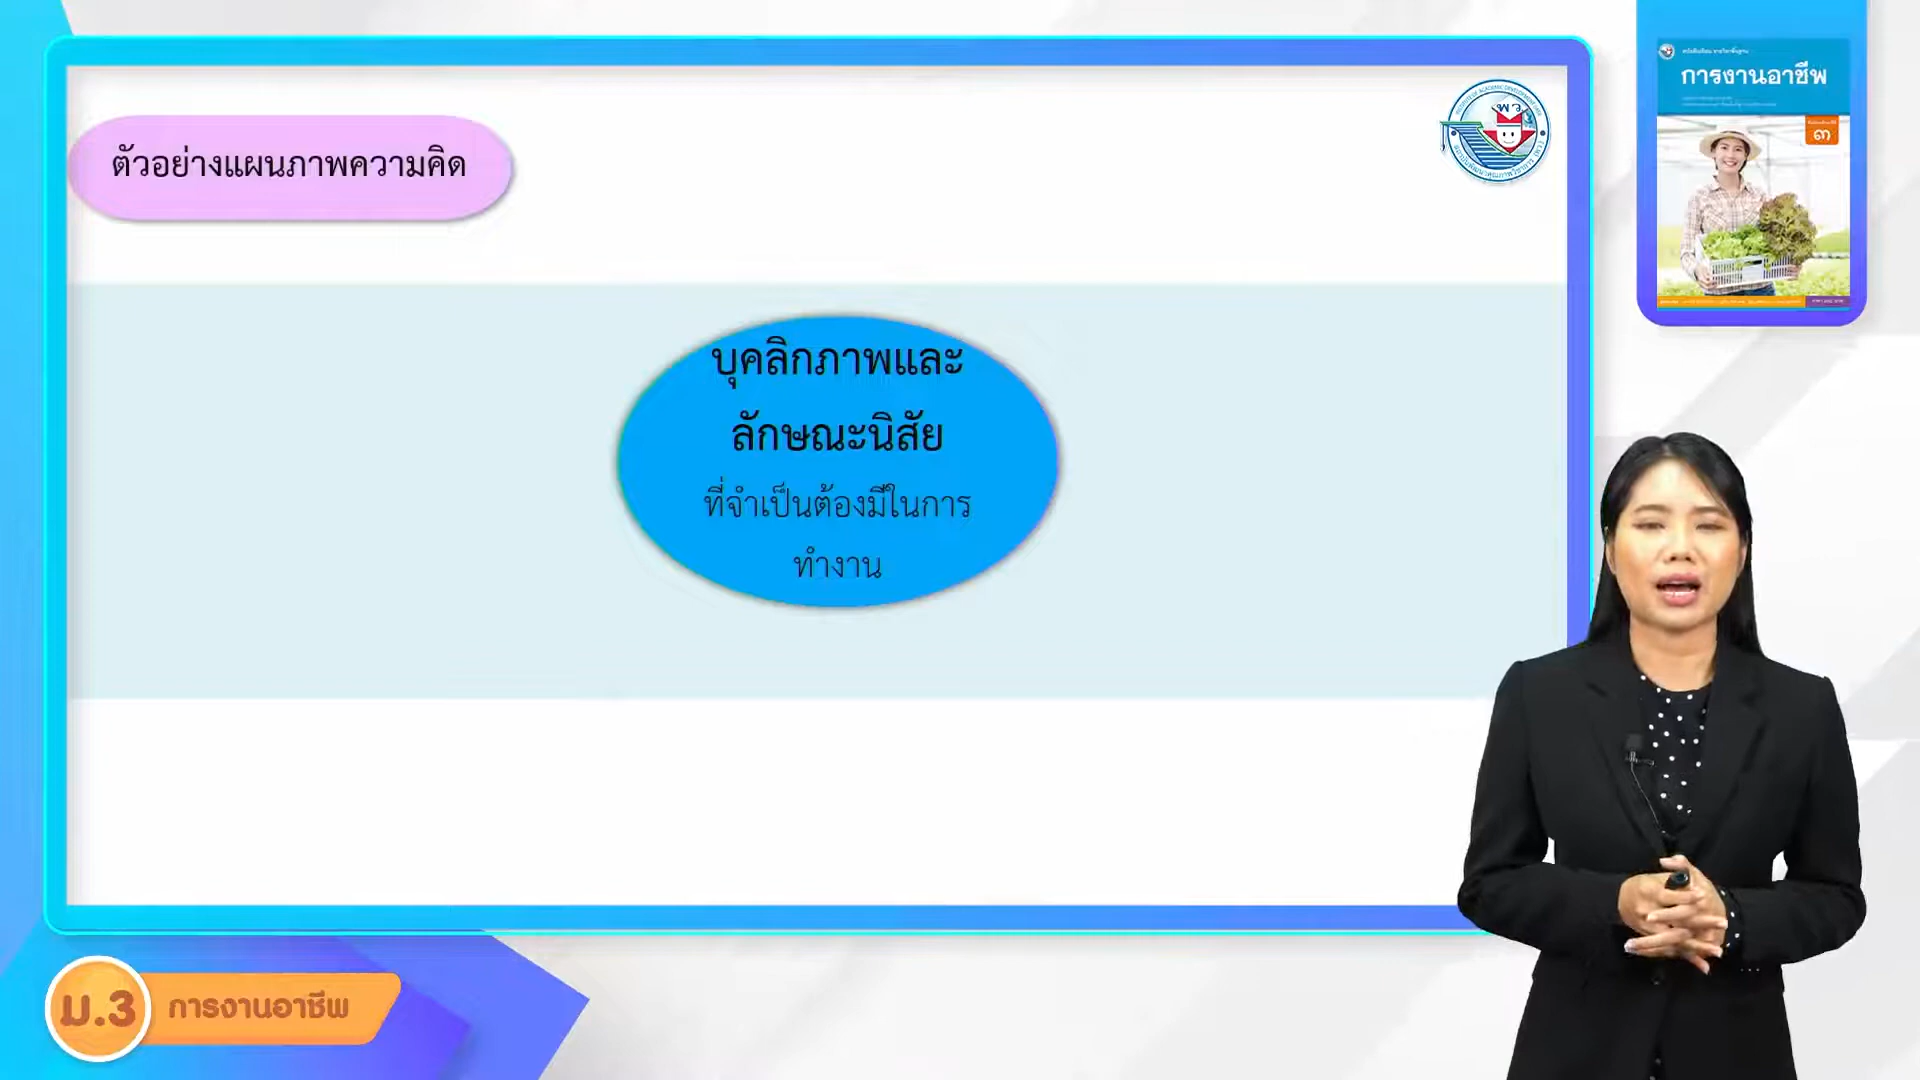 ตัวอย่างแผนภาพความคิด
บุคลิกภาพและ
ลักษณะนิสัย
ที่จำเป็นต้องมีในการ
ทำงาน
พว
การงานอาชีพ
๓
ม.3
การงานอาชีพ